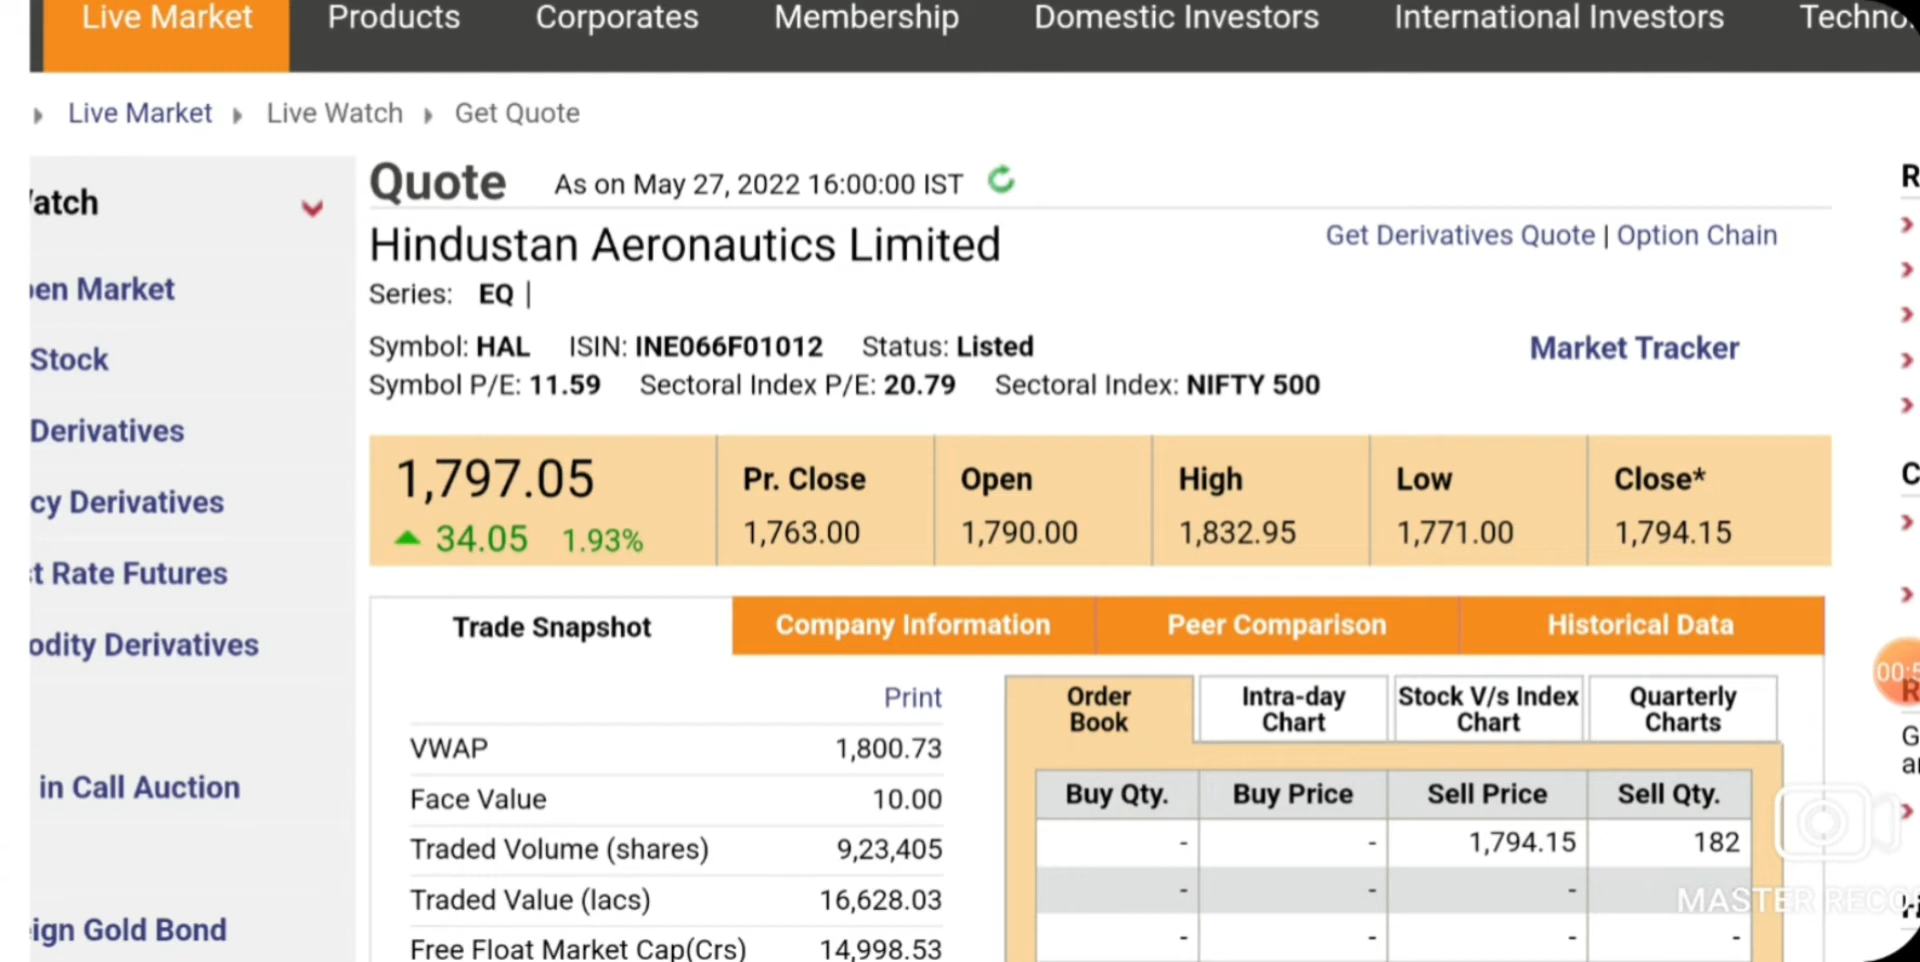 Live Market Products Corporates Membership Domestic Investors International Investors
Live Market Live Watch Get Quote
Quote As on May 27, 2022 16:00:00 IST
Hindustan Aeronautics Limited
Get Derivatives Quote | Option Chain
Series: EQ |
Symbol: HAL ISIN: INE066F01012 Status: Listed
Market Tracker
Symbol P/E: 11.59 Sectoral Index P/E: 20.79 Sectoral Index: NIFTY 500
Stock
Derivatives
cy Derivatives
t Rate Futures
odity Derivatives
in Call Auction
ign Gold Bond
atch
en Market
1,797.05 Pr. Close Open High Low Close*
34.05 1.93% 1,763.00 1,790.00 1,832.95 1,771.00 1,794.15
Trade Snapshot Company Information Peer Comparison Historical Data
Print
VWAP 1,800.73
Face Value 10.00
Traded Volume (shares) 9,23,405
Traded Value (lacs) 16,628.03
Free Float Market Cap(Crs) 14,998.53
Order Book Intra-day Chart Stock V/s Index Chart Quarterly Charts
Buy Qty. Buy Price Sell Price Sell Qty.
- - 1,794.15 182
- - -
- - - -
MASTER RECO